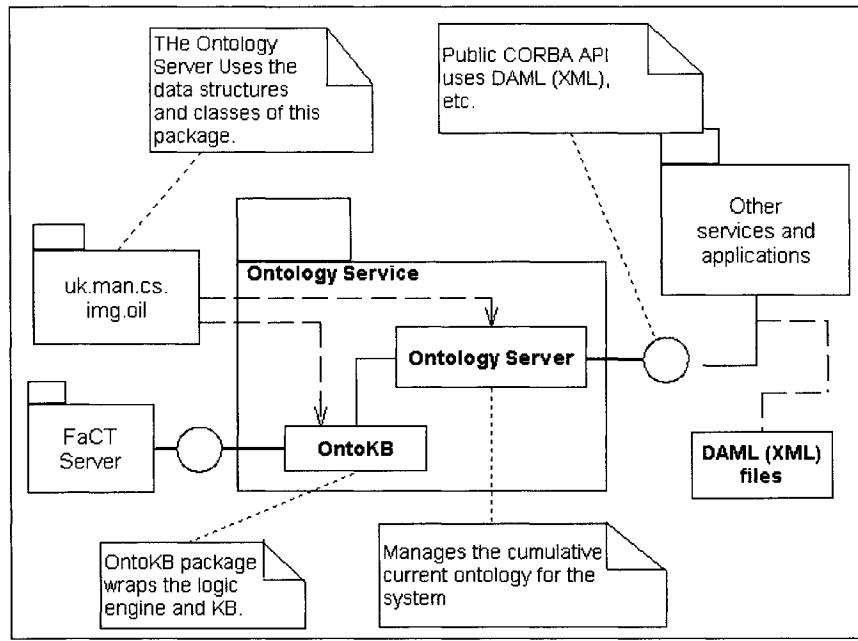 THe Ontology
Server Uses the
data structures
and classes of this
package.
Public CORBA API
uses DAML (XML),
etc.
Other
services and
applications
uk.man.cs.
img.oil
Ontology Service
Ontology Server
FaCT
Server
OntoKB
DAML (XML)
files
OntoKB package
wraps the logic
engine and KB.
Manages the cumulative
current ontology for the
system